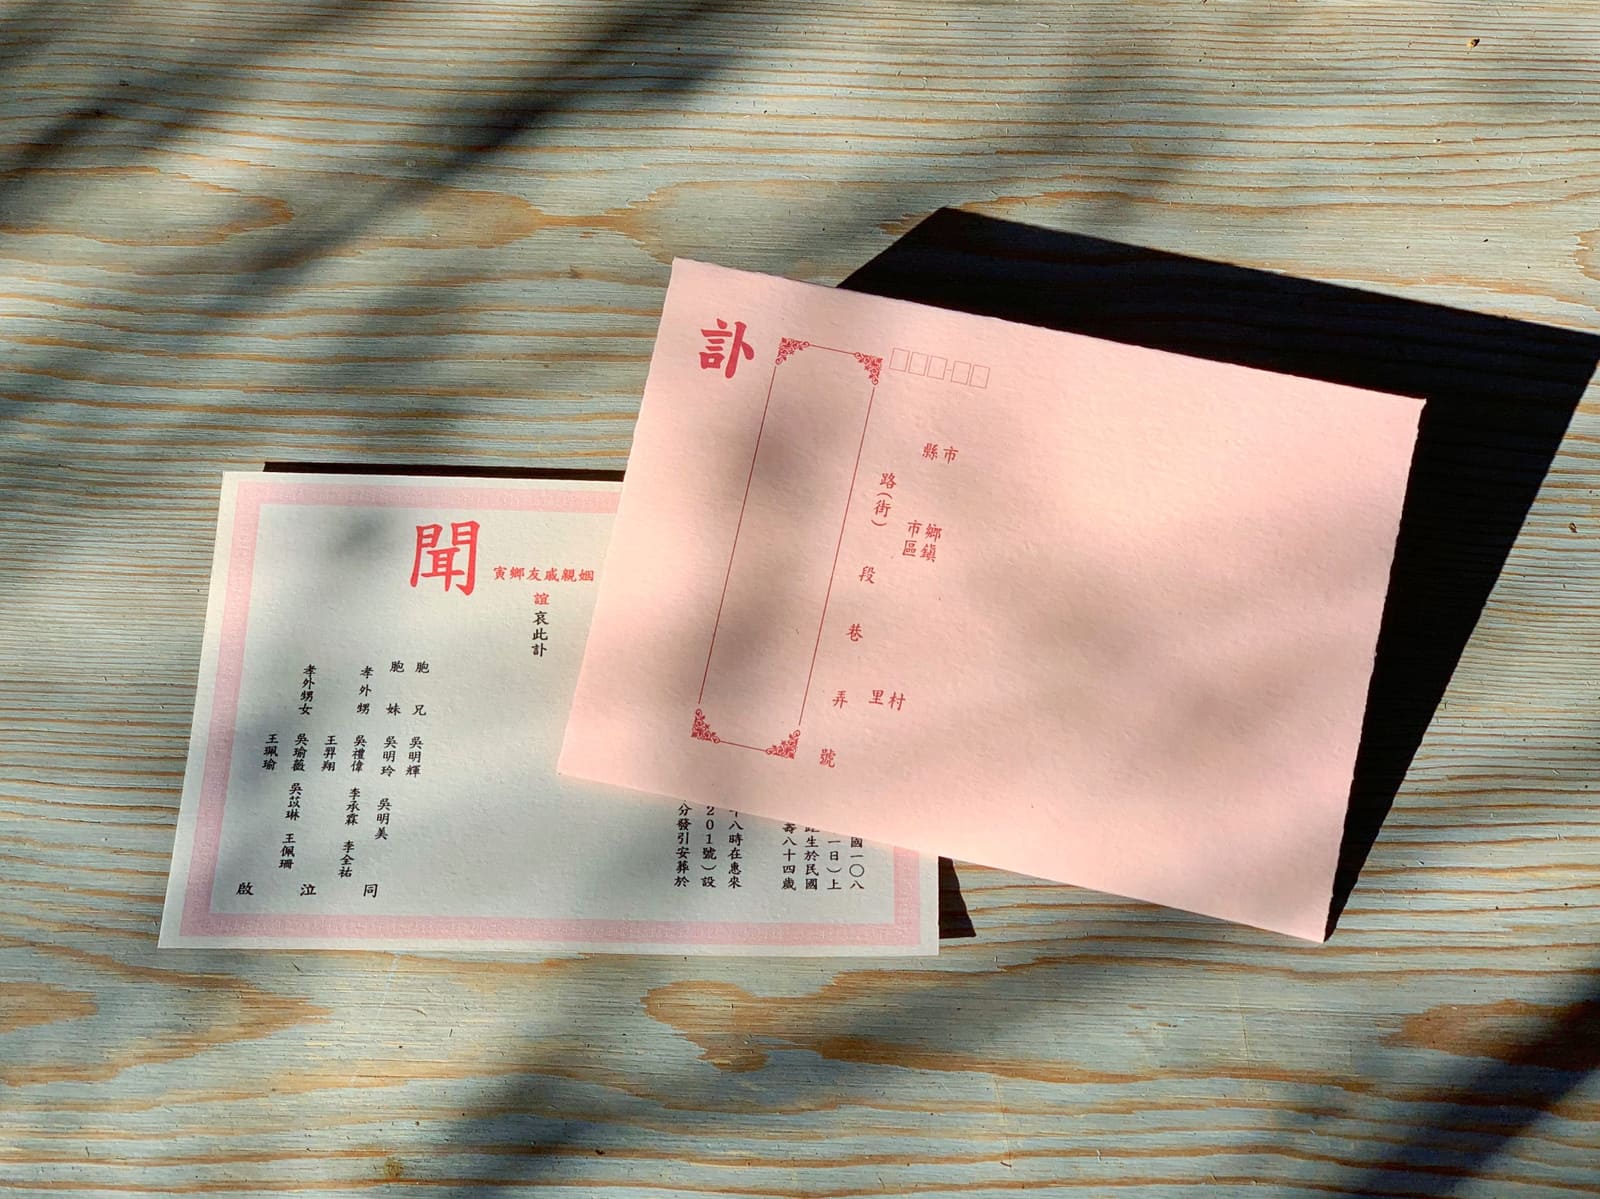 訃
縣市
鄉鎮
市區
村
里
路(街)
段
巷
弄
號
國一〇八
一日)上
生於民國
壽八十四歲
十八時在惠來
201號)設
分發引安葬於
姻親戚友鄉寅
誼
哀此訃
聞
胞兄 吳明輝
胞妹 吳明玲 吳明美
孝外甥 吳禮偉 李承霖 李全祐
王羿翔
孝外甥女 吳瑜薇 吳苡琳 王佩珊
王珮瑜
同泣啟